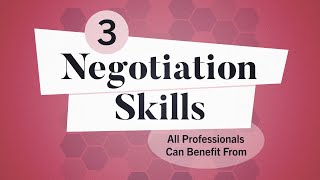 3
Negotiation
Skills
All Professionals
Can Benefit From